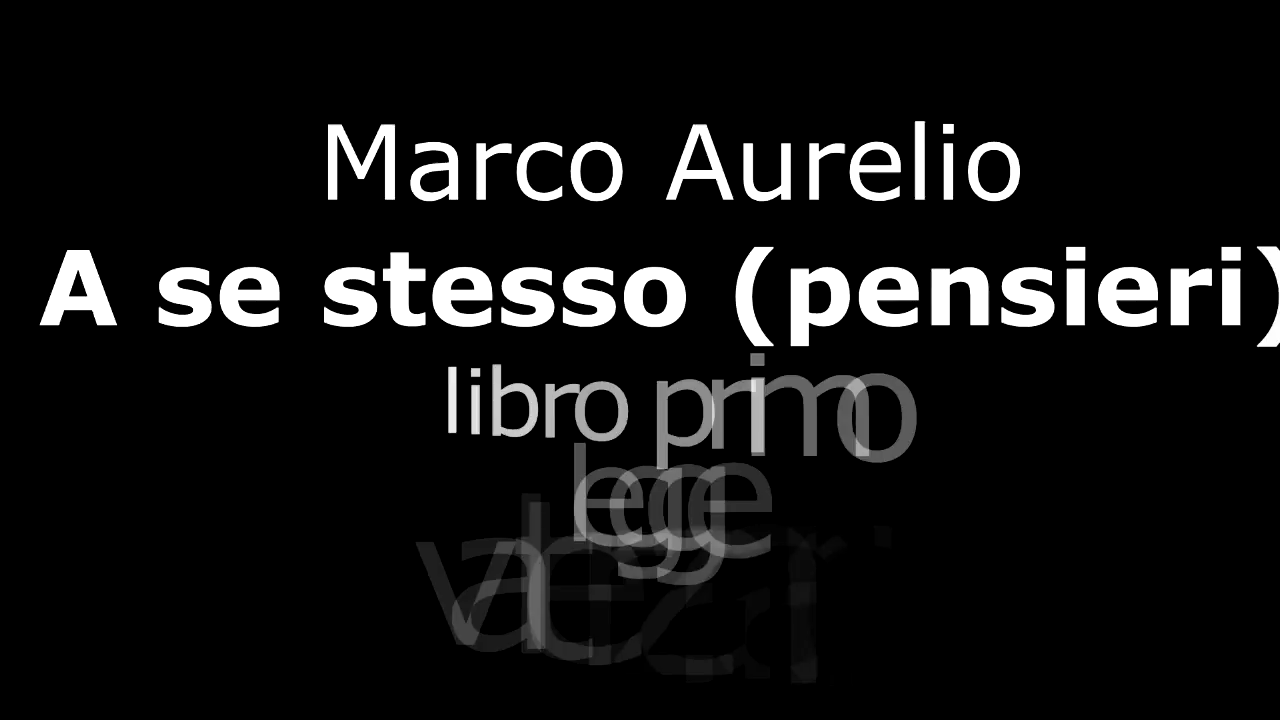 Marco Aurelio
A se stesso (pensieri)
libro primo
legge